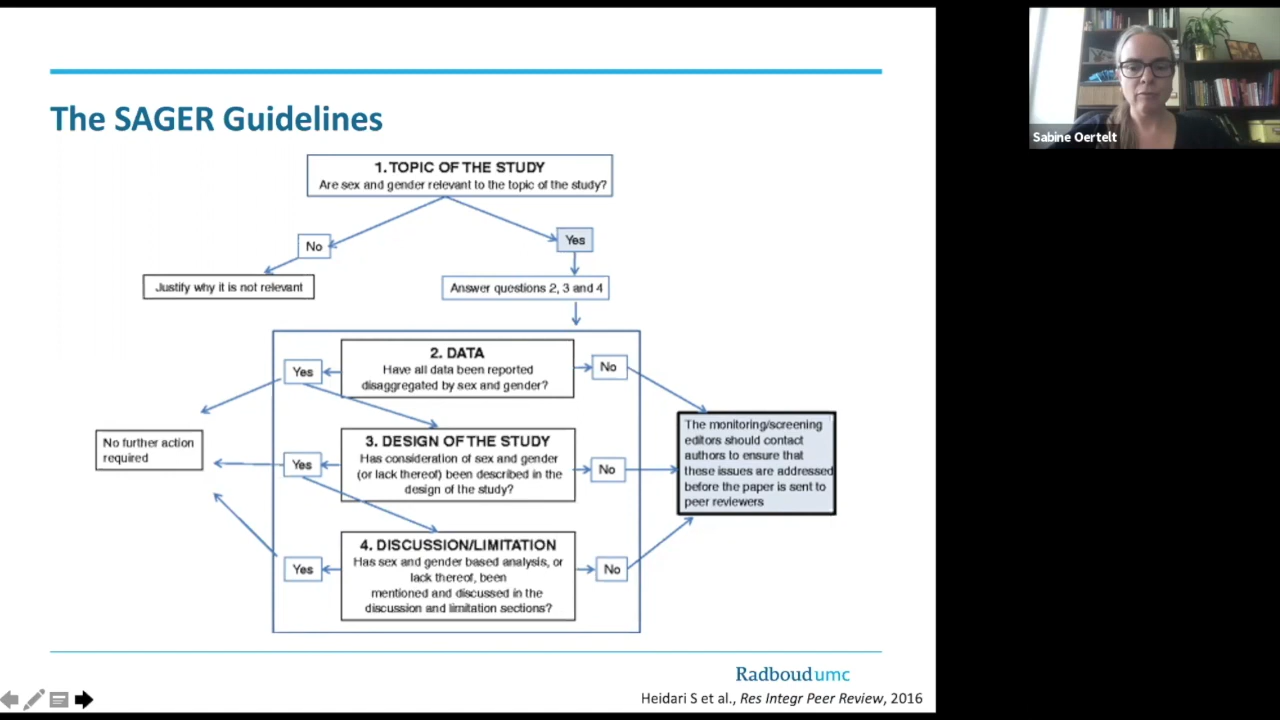 The SAGER Guidelines
1. TOPIC OF THE STUDY
Are sex and gender relevant to the topic of the study?
No
Yes
Justify why it is not relevant
Answer questions 2, 3 and 4
2. DATA
Have all data been reported
disaggregated by sex and gender?
Yes
No
3. DESIGN OF THE STUDY
Has consideration of sex and gender
(or lack thereof) been described in the
design of the study?
Yes
No
4. DISCUSSION/LIMITATION
Has sex and gender based analysis, or
lack thereof, been
mentioned and discussed in the
discussion and limitation sections?
Yes
No
No further action
required
The monitoring/screening
editors should contact
authors to ensure that
these issues are addressed
before the paper is sent to
peer reviewers
Radboudumc
Heidari S et al., Res Integr Peer Review, 2016
Sabine Oertelt